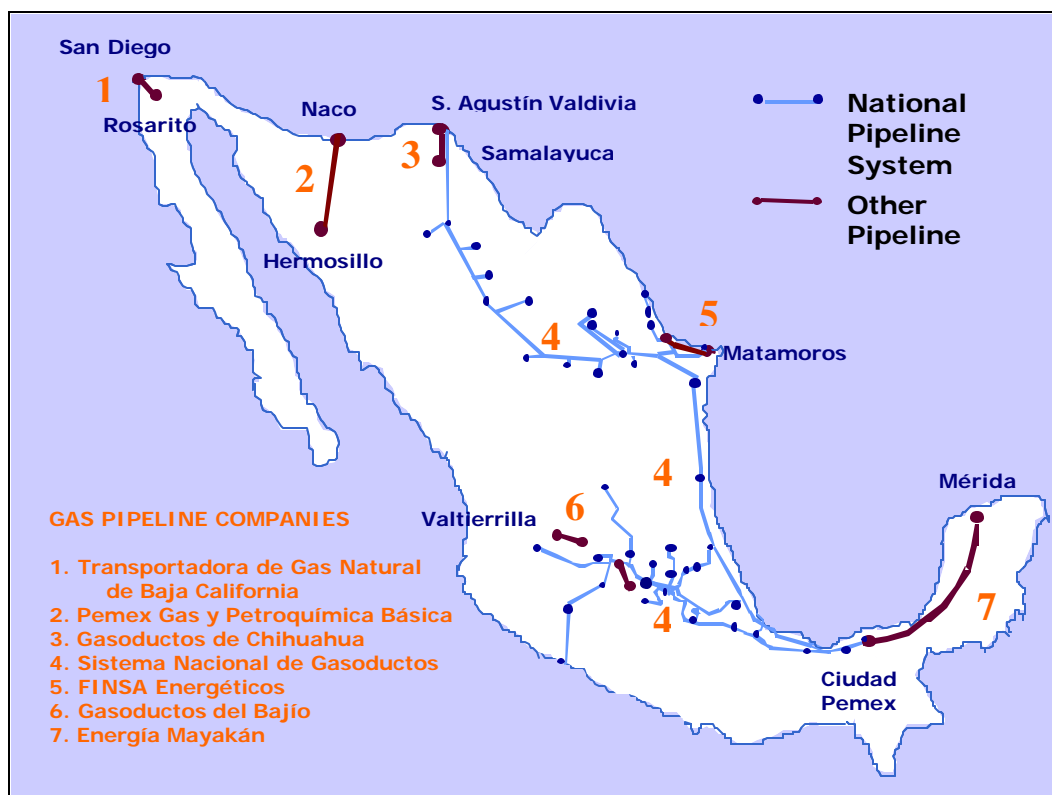 San Diego
1
Rosarito
Naco
S. Agustín Valdivia
Samalayuca
3
2
Hermosillo
National
Pipeline
System
Other
Pipeline
5
4
Matamoros
4
Mérida
Valtierrilla
6
7
4
Ciudad
Pemex
GAS PIPELINE COMPANIES
1. Transportadora de Gas Natural
de Baja California
2. Pemex Gas y Petroquímica Básica
3. Gasoductos de Chihuahua
4. Sistema Nacional de Gasoductos
5. FINSA Energéticos
6. Gasoductos del Bajío
7. Energía Mayakán